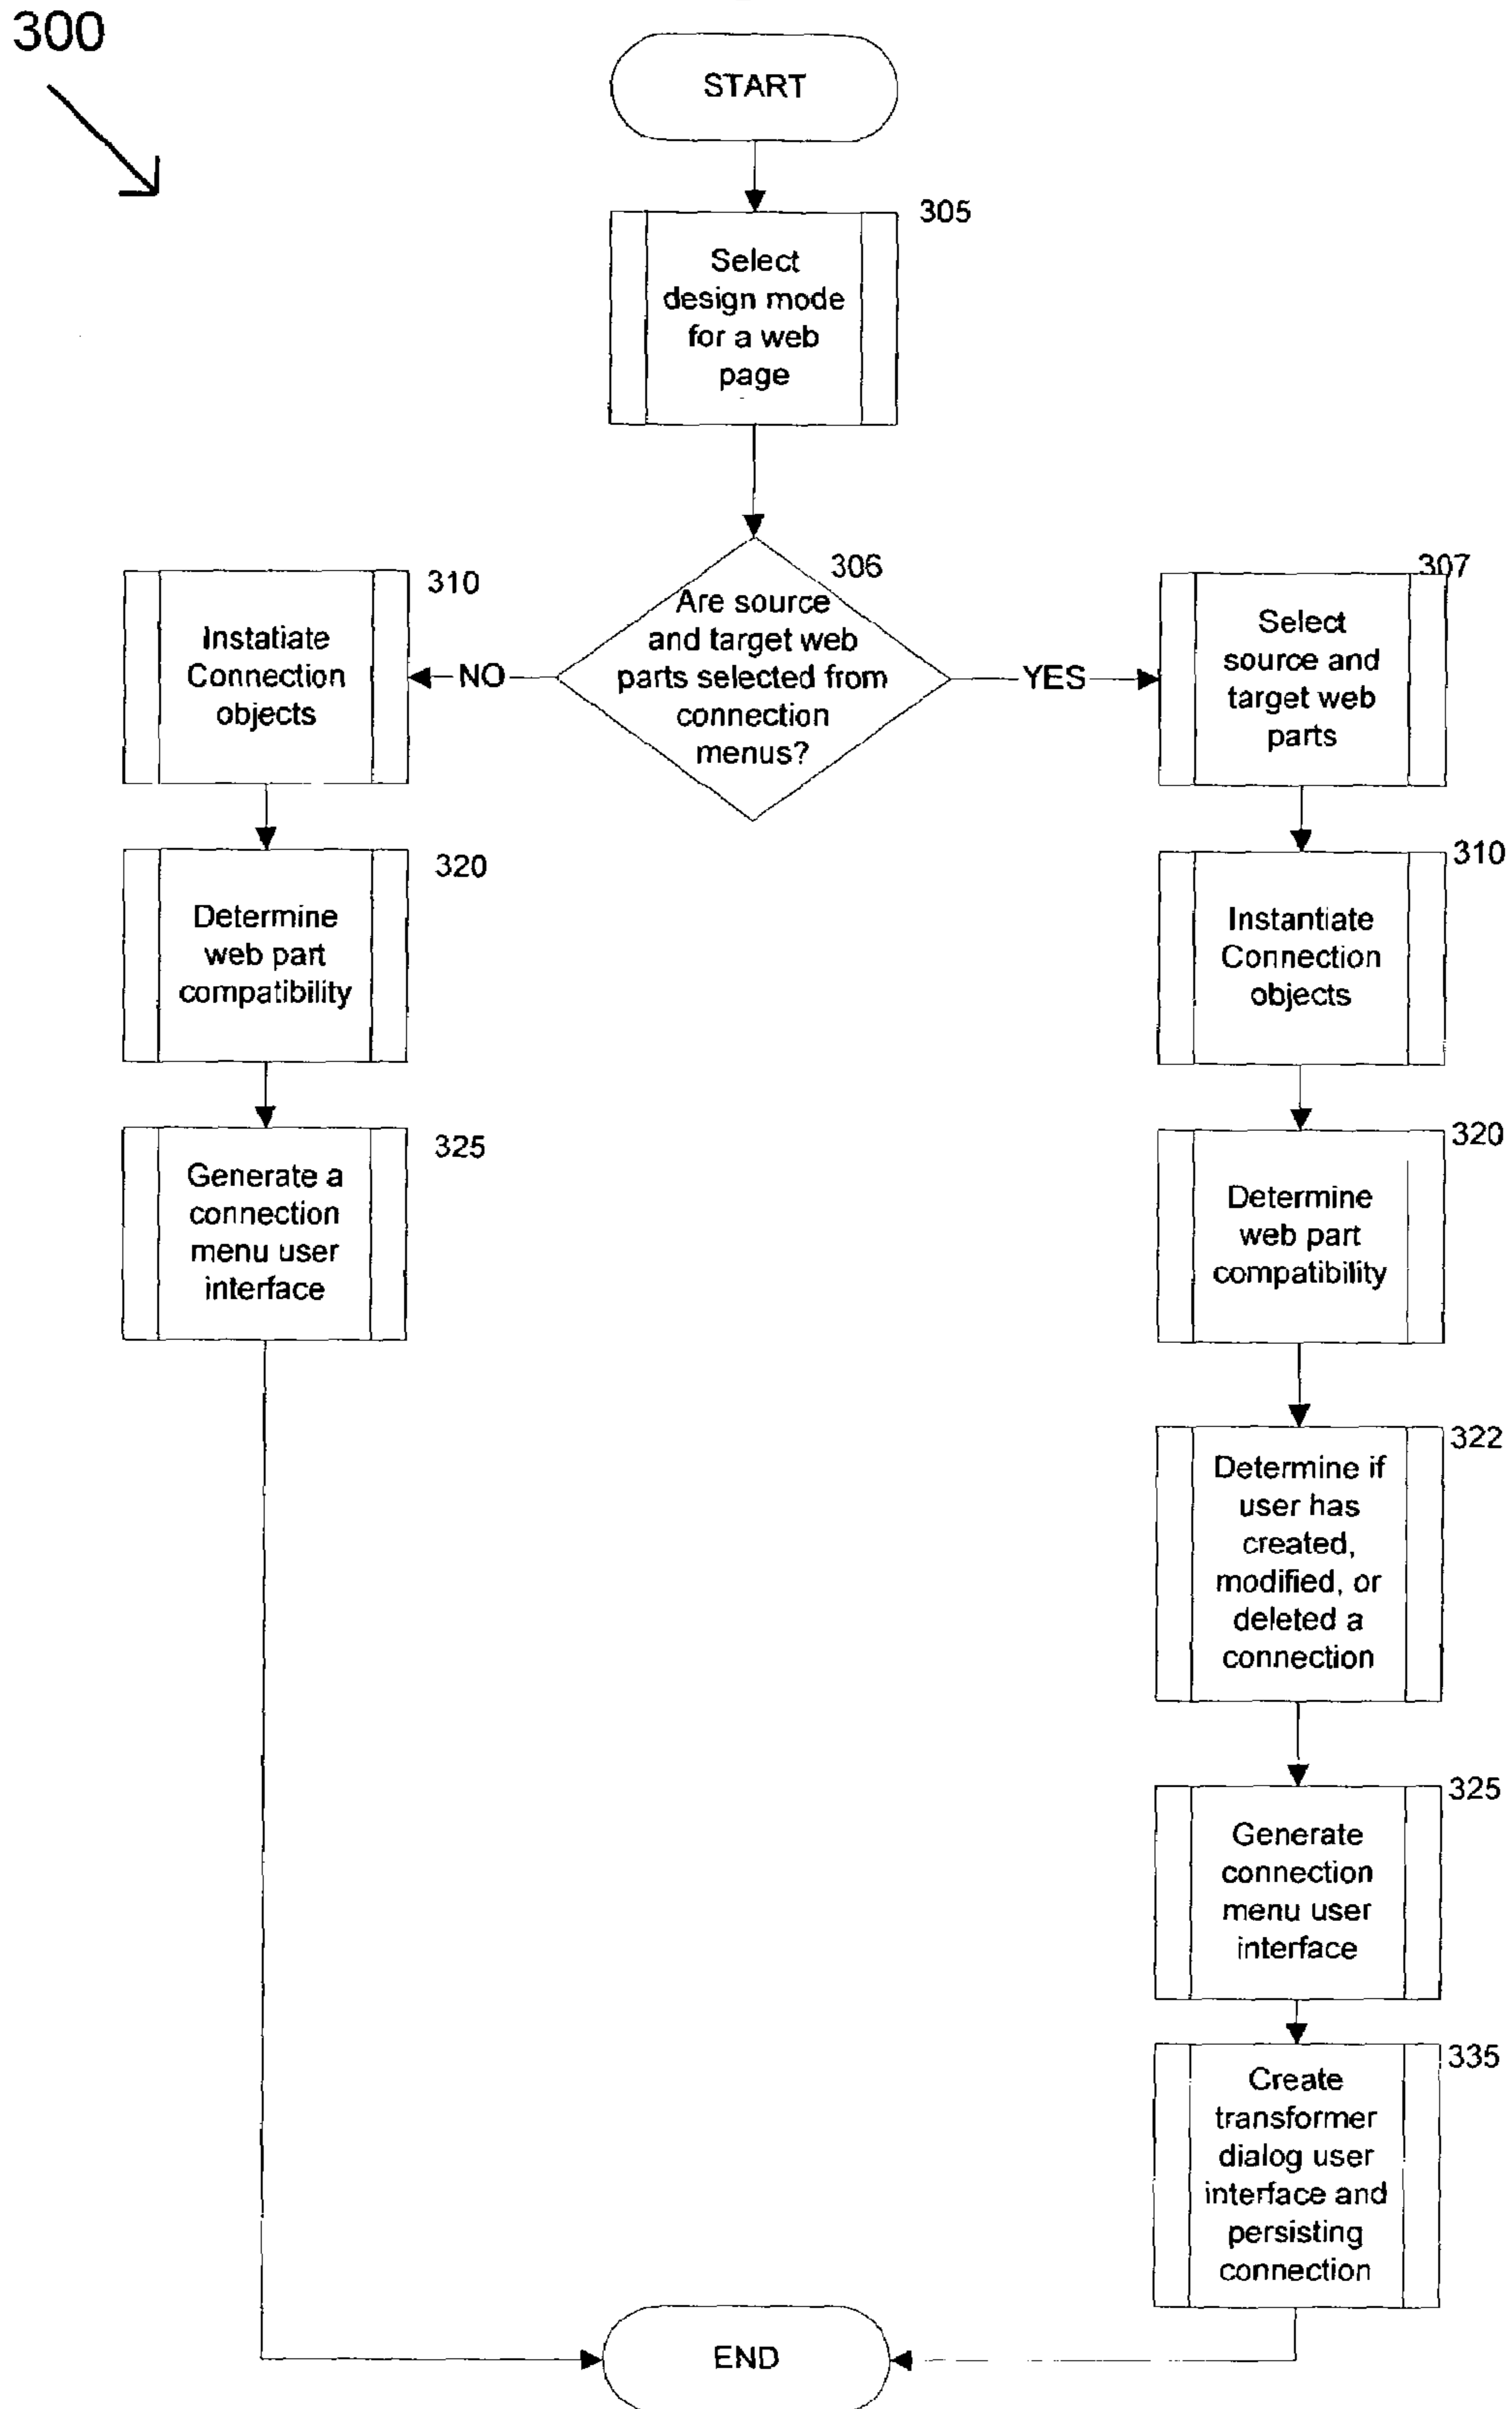 300
START
305
Select
design mode
for a web
page
306
Are source
and target web
parts selected from
connection
menus?
NO
YES
310
Instatiate
Connection
objects
320
Determine
web part
compatibility
325
Generate a
connection
menu user
interface
307
Select
source and
target web
parts
310
Instantiate
Connection
objects
320
Determine
web part
compatibility
322
Determine if
user has
created,
modified, or
deleted a
connection
325
Generate
connection
menu user
interface
335
Create
transformer
dialog user
interface and
persisting
connection
END